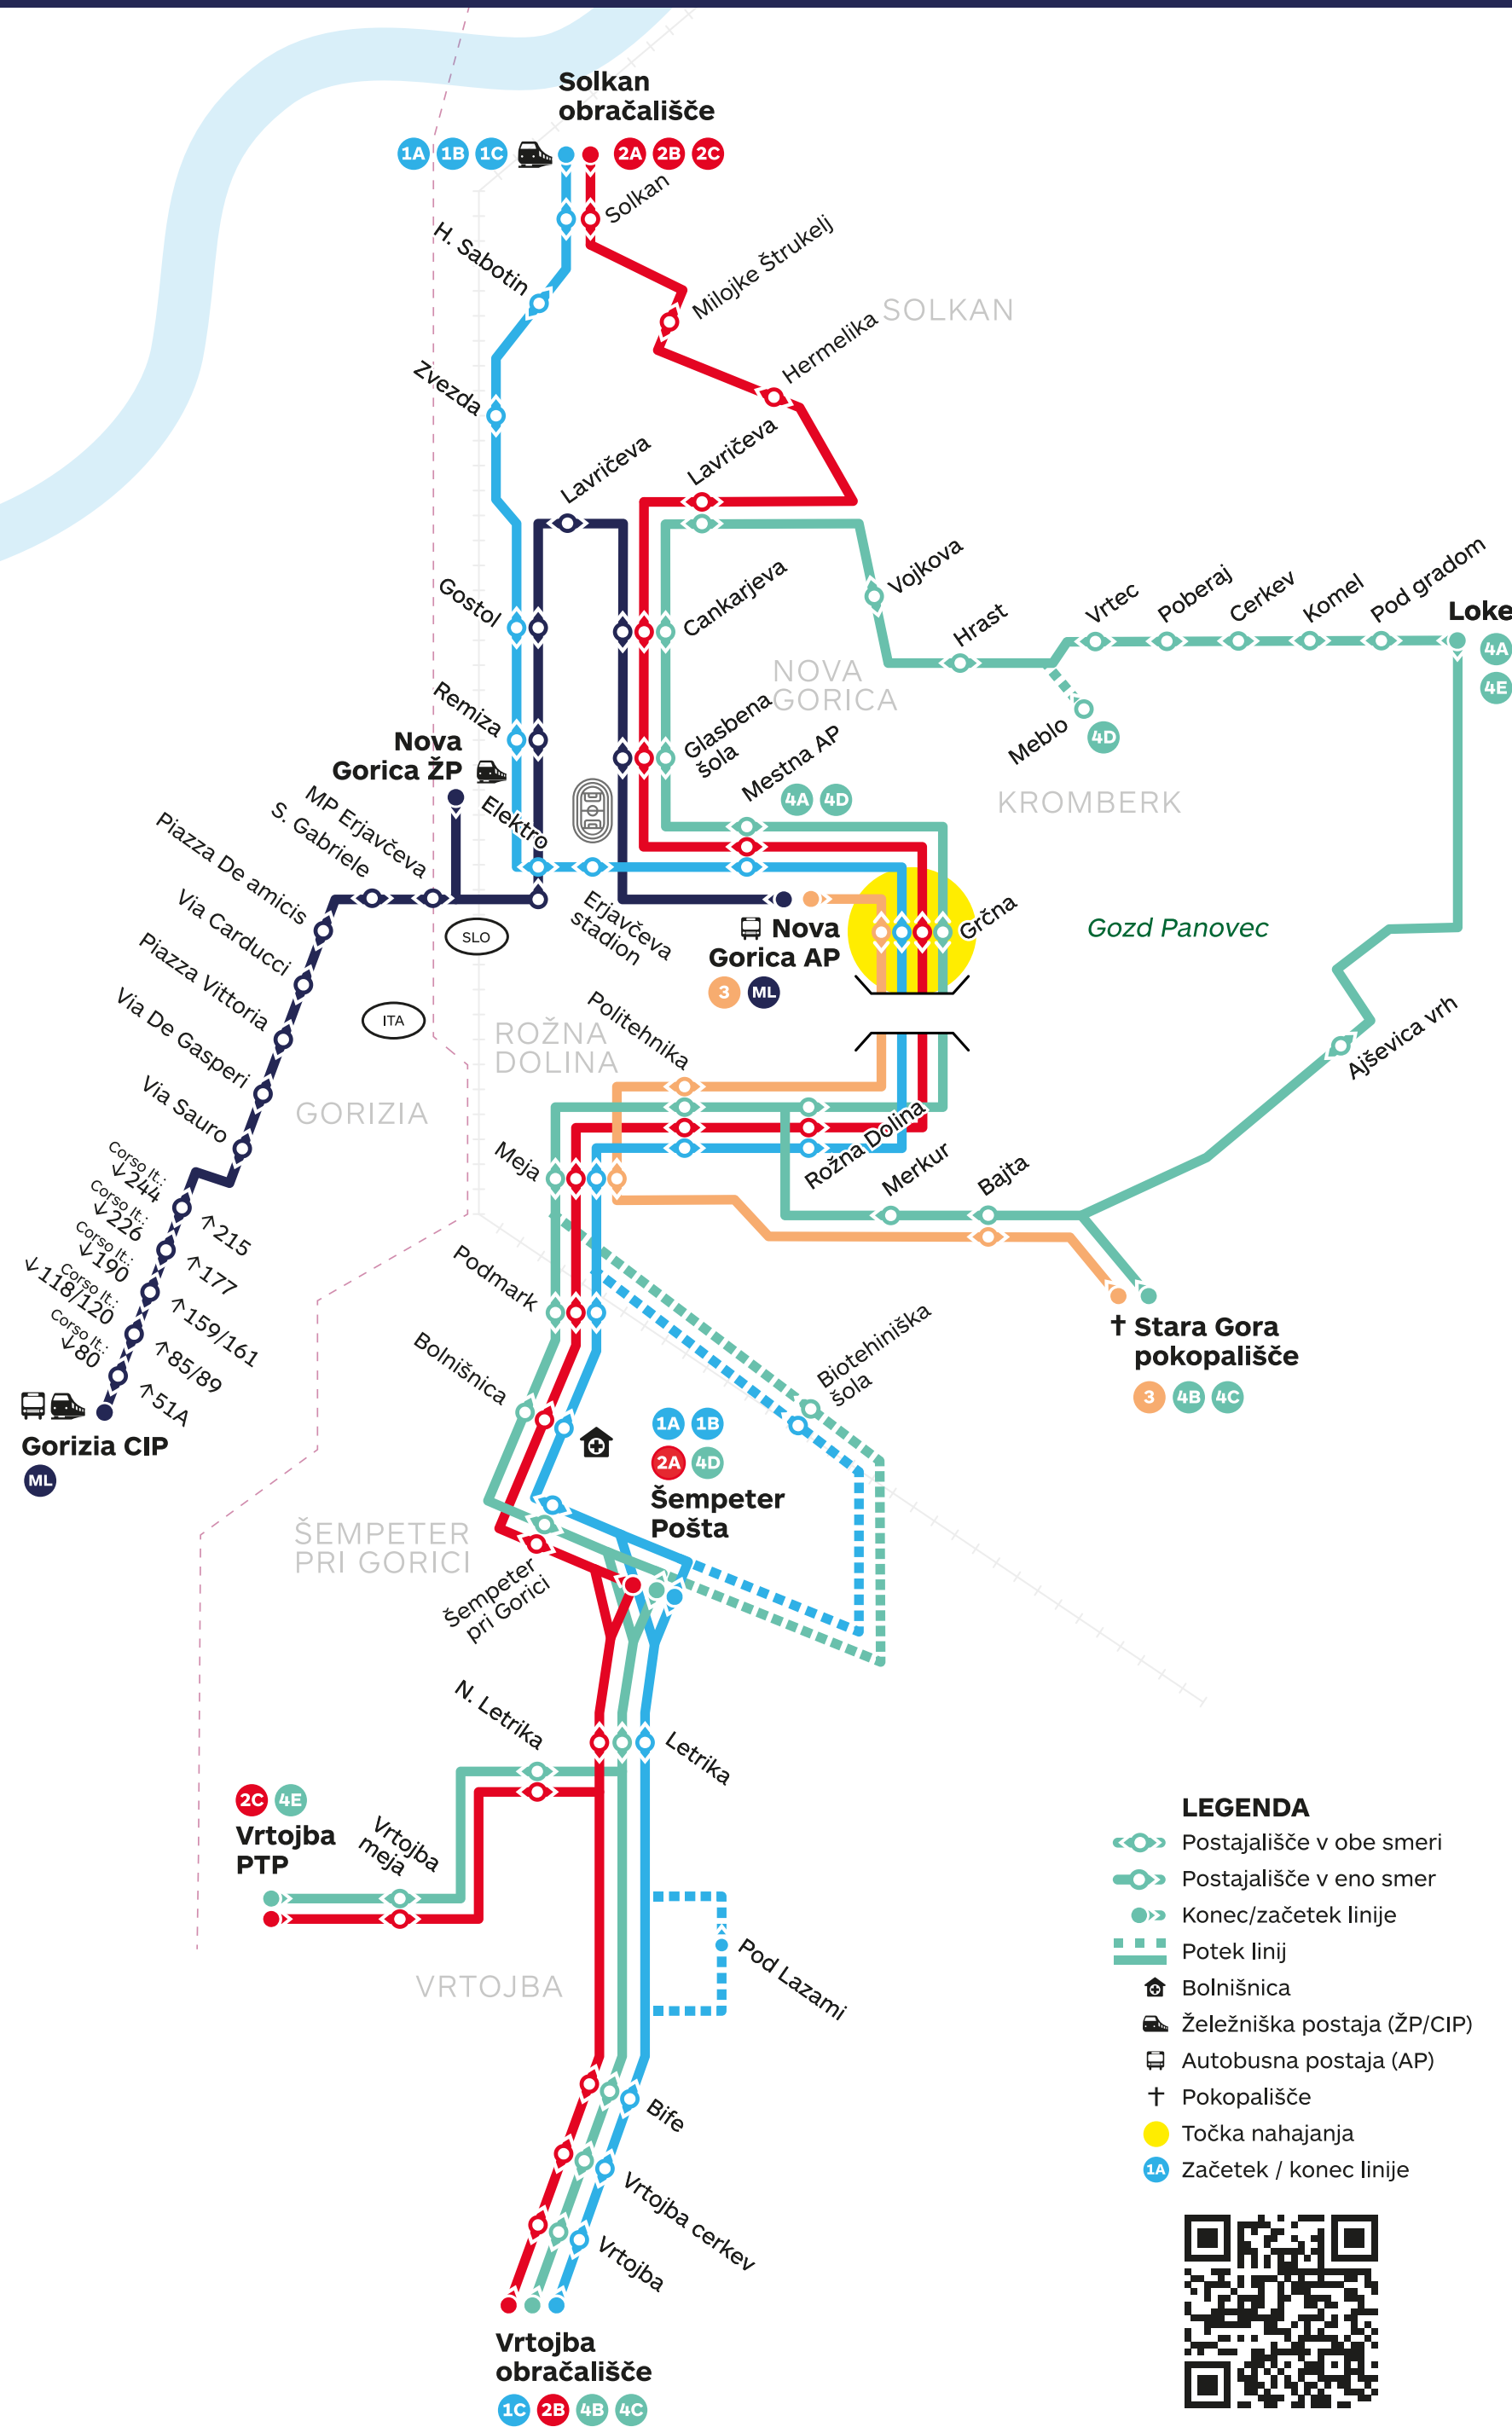 Solkan
obračališče
1A 1B 1C
2A 2B 2C
Solkan
H. Sabotin
Milojke Štrukelj
SOLKAN
Hermelika
Zvezda
Lavričeva
Lavričeva
Vojkova
Cankarjeva
Gostol
Hrast
Vrtec
Poberaj
Cerkev
Komel
Pod gradom
Loke
4A
4E
NOVA
GORICA
Meblo
4D
Remiza
Glasbena
šola
Mestna AP
4A 4D
KROMBERK
Nova
Gorica ŽP
Elektro
MP Erjavčeva
S. Gabriele
Piazza De amicis
Via Carducci
Piazza Vittoria
Via De Gasperi
Via Sauro
SLO
ITA
Erjavčeva
stadion
Nova
Gorica AP
3 ML
Grčna
Gozd Panovec
ROŽNA
DOLINA
Politehnika
GORIZIA
Ajševica vrh
Meja
Rožna Dolina
Merkur
Bajta
Corso It.:
↓244
Corso It.:
↓226
Corso It.:
↓190
Corso It.:
↓118/120
Corso It.:
↓80
↑215
↑177
↑159/161
↑85/89
↑51A
Gorizia CIP
ML
Podmark
Bolnišnica
Biotehiniška
šola
† Stara Gora
pokopališče
3 4B 4C
1A 1B
2A 4D
Šempeter
Pošta
ŠEMPETER
PRI GORICI
Šempeter
pri Gorici
N. Letrika
Letrika
2C 4E
Vrtojba
PTP
Vrtojba
meja
VRTOJBA
Pod Lazami
Bife
Vrtojba cerkev
Vrtojba
Vrtojba
obračališče
1C 2B 4B 4C
LEGENDA
Postajališče v obe smeri
Postajališče v eno smer
Konec/začetek linije
Potek linij
Bolnišnica
Želežniška postaja (ŽP/CIP)
Autobusna postaja (AP)
† Pokopališče
Točka nahajanja
1A Začetek / konec linije